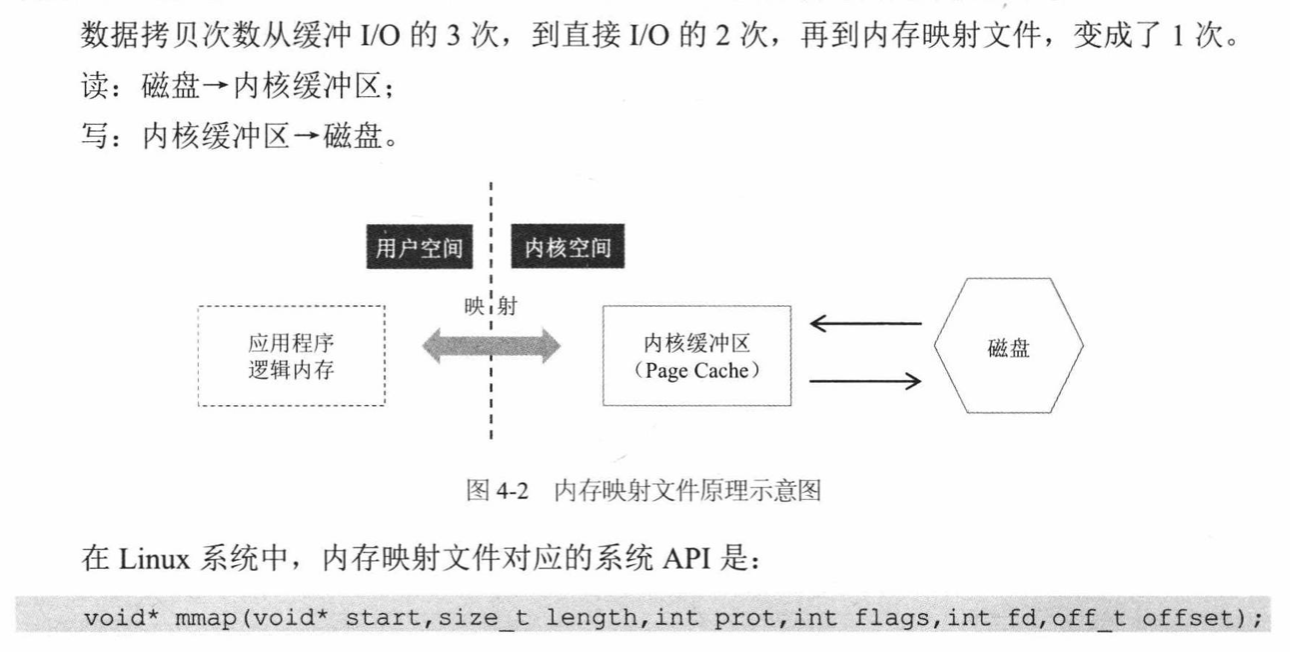 数据拷贝次数从缓冲 I/O 的 3 次，到直接 I/O 的 2 次，再到内存映射文件，变成了 1 次。
读：磁盘→内核缓冲区；
写：内核缓冲区→磁盘。
用户空间
内核空间
映射
应用程序
逻辑内存
内核缓冲区
（Page Cache）
磁盘
图 4-2 内存映射文件原理示意图
在 Linux 系统中，内存映射文件对应的系统 API 是：
void* mmap(void* start,size_t length,int prot,int flags,int fd,off_t offset);